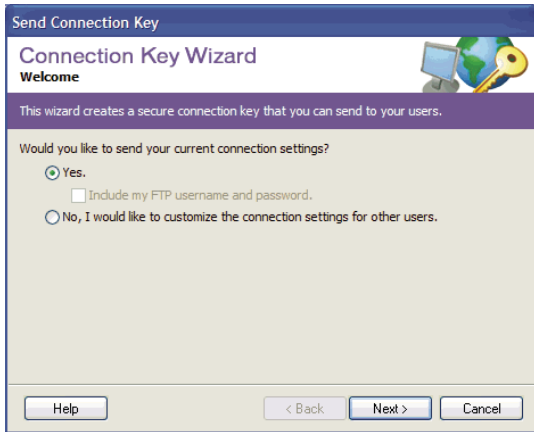 Send Connection Key
Connection Key Wizard
Welcome
This wizard creates a secure connection key that you can send to your users.
Would you like to send your current connection settings?
Yes.
Include my FTP username and password.
No, I would like to customize the connection settings for other users.
Help < Back Next > Cancel